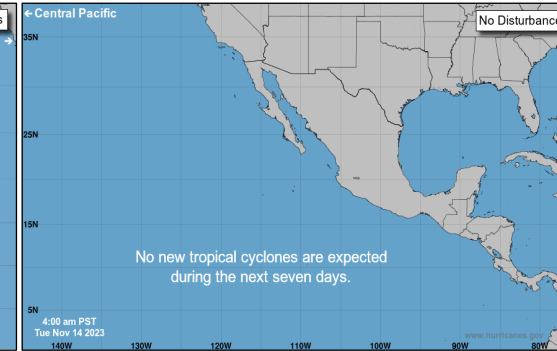 s
← Central Pacific
No Disturbance
→
35N
25N
15N
No new tropical cyclones are expected
during the next seven days.
5N
4:00 am PST
Tue Nov 14 2023
www.hurricanes.gov
140W 130W 120W 110W 100W 90W 80W